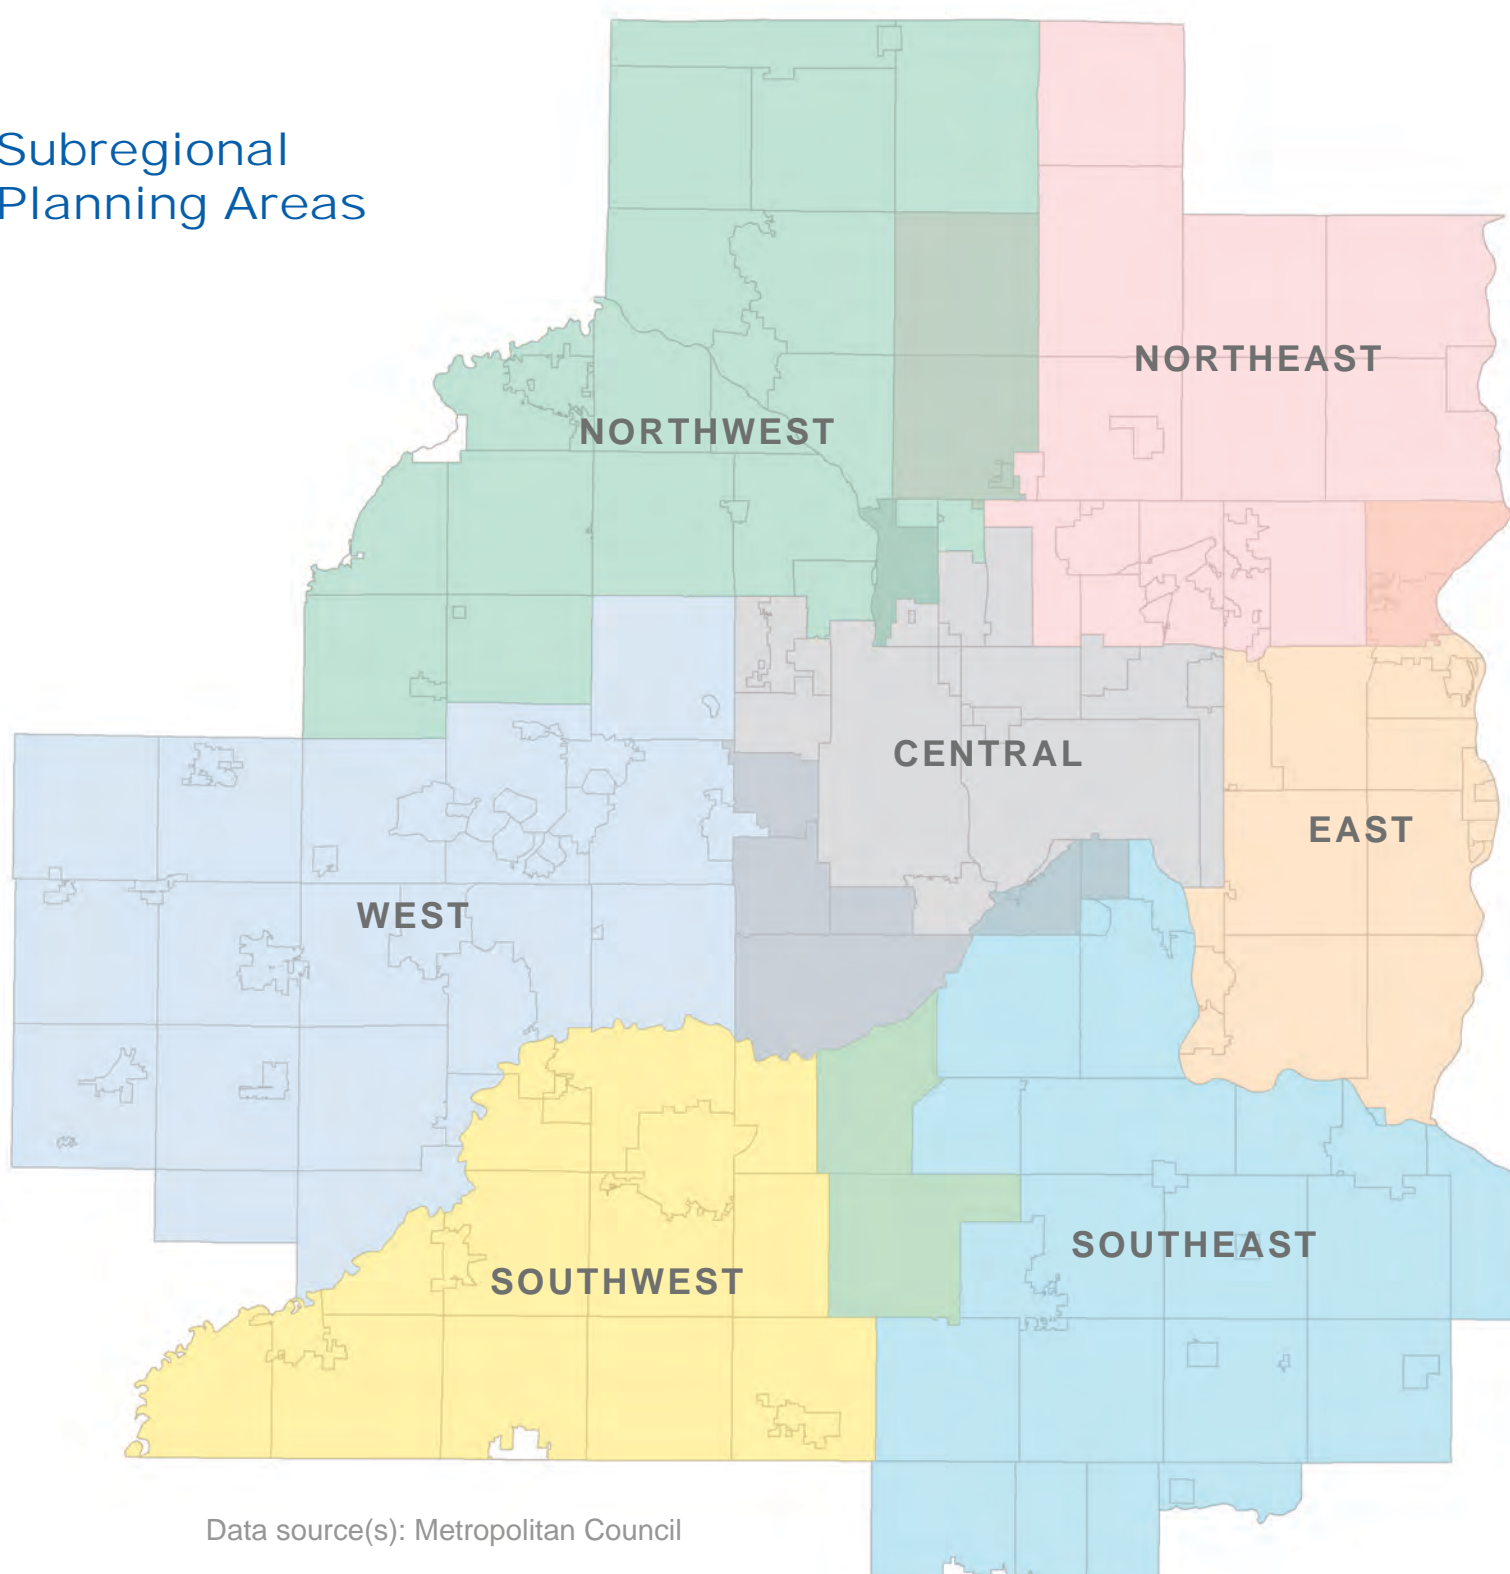 Subregional
Planning Areas
NORTHEAST
NORTHWEST
CENTRAL
EAST
WEST
SOUTHEAST
SOUTHWEST
Data source(s): Metropolitan Council